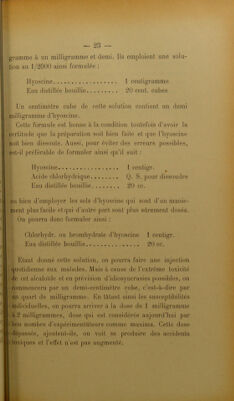 — 23 —
gramme à un milligramme et demi. Ils emploient une solu-
tion au 1/2000 ainsi formulée :
Hyoscine 1 centigramme
Eau distillée bouillie 20 cent. cubes
Un centimètre cube de cette solution contient un demi
milligramme d'hyoscine.
Cette formule est bonne à la condition toutefois d'avoir la
certitude que la préparation soit bien faite et que l'hyoscine
soit bien dissoute. Aussi, pour éviter des erreurs possibles,
est-il préférable de formuler ainsi qu'il suit :
Hyoscine 1 centigr.
Acide chlorhydrique Q. S. pour dissoudre
Eau distillée bouillie 20 cc.
ou bien d'employer les sels d'hyoscine qui sont d'un manie-
ment plus facile et qui d'autre part sont plus sûrement dosés.
On pourra donc formuler ainsi :
Chlorhydr. ou bromhydrate d'hyoscine 1 centigr.
Eau distillée bouillie 20 cc.
Etant donné cette solution, on pourra faire une injection
quotidienne aux malades. Mais à cause de l'extrême toxicité
de cet alcaloïde et en prévision d'idiosyncrasies possibles, on
commencera par un demi-centimètre cube, c'est-à-dire par
un quart de milligramme. En tâtant ainsi les susceptibilités
individuelles, on pourra arriver à la dose de 1 milligramme
à 2 milligrammes, dose qui est considérée aujourd'hui par
bon nombre d'expérimentateurs comme maxima. Cette dose
dépassée, ajoutent-ils, on voit se produire des accidents
toxiques et l'effet n'est pas augmenté.